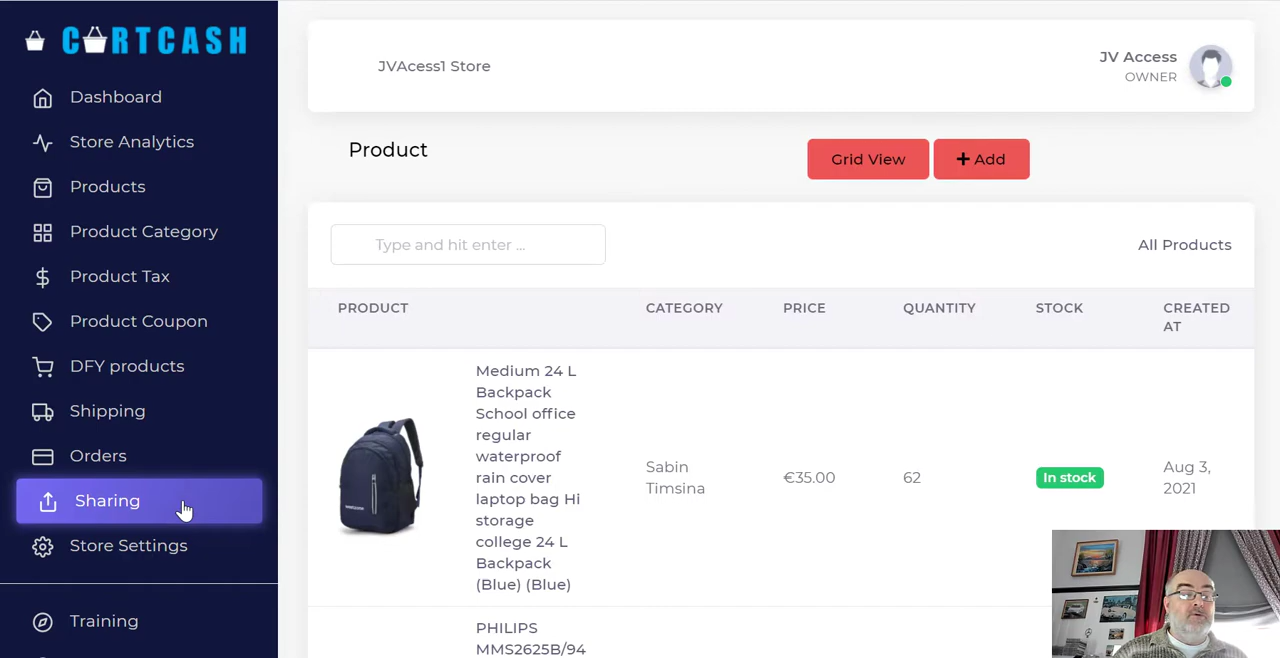 CARTCASH
Dashboard
Store Analytics
Products
Product Category
Product Tax
Product Coupon
DFY products
Shipping
Orders
Sharing
Store Settings
Training
JVAcess1 Store
JV Access
OWNER
Product
Grid View
+ Add
Type and hit enter ...
All Products
PRODUCT
CATEGORY
PRICE
QUANTITY
STOCK
CREATED
AT
Medium 24 L
Backpack
School office
regular
waterproof
rain cover
laptop bag Hi
storage
college 24 L
Backpack
(Blue) (Blue)
Sabin
Timsina
€35.00
62
In stock
Aug 3,
2021
PHILIPS
MMS2625B/94